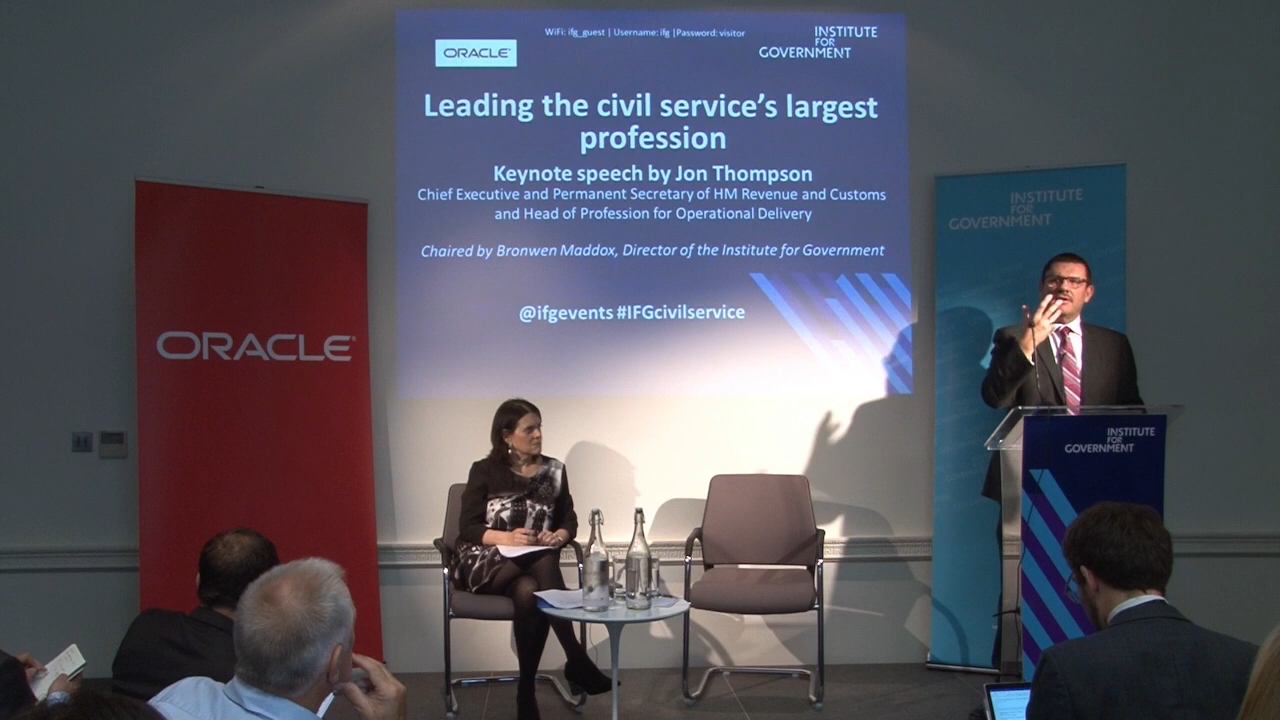 WiFi: ifg_guest | Username: ifg |Password: visitor
ORACLE
INSTITUTE
FOR
GOVERNMENT
Leading the civil service's largest
profession
Keynote speech by Jon Thompson
Chief Executive and Permanent Secretary of HM Revenue and Customs
and Head of Profession for Operational Delivery
Chaired by Bronwen Maddox, Director of the Institute for Government
@ifgevents #IFGcivilservice
ORACLE
INSTITUTE
FOR
GOVERNMENT
INSTITUTE
FOR
GOVERNMENT